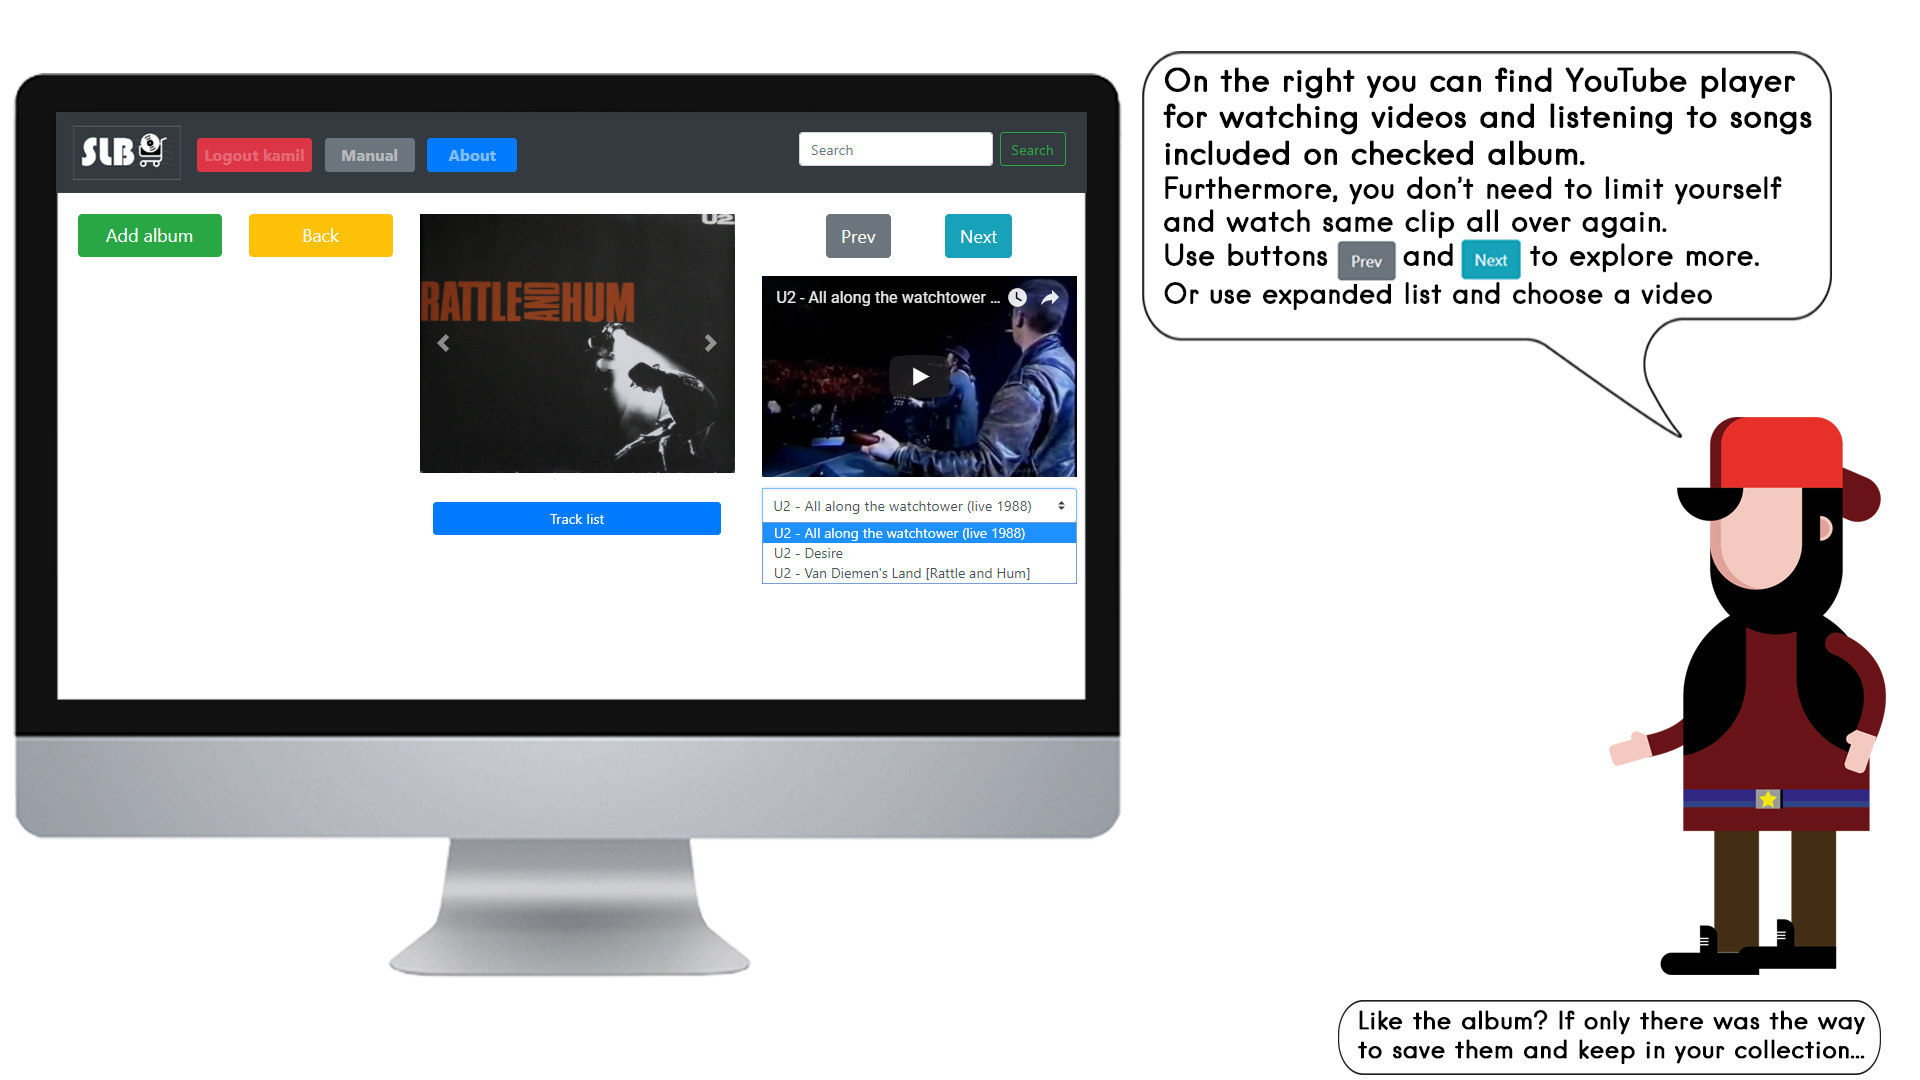 SLB
Logout kamil
Manual
About
Search
Search
Add album
Back
U2
RATTLE AND HUM
Track list
Prev
Next
U2 - All along the watchtower ...
U2 - All along the watchtower (live 1988)
U2 - All along the watchtower (live 1988)
U2 - Desire
U2 - Van Diemen's Land [Rattle and Hum]
On the right you can find YouTube player
for watching videos and listening to songs
included on checked album.
Furthermore, you don't need to limit yourself
and watch same clip all over again.
Use buttons Prev and Next to explore more.
Or use expanded list and choose a video
Like the album? If only there was the way
to save them and keep in your collection...